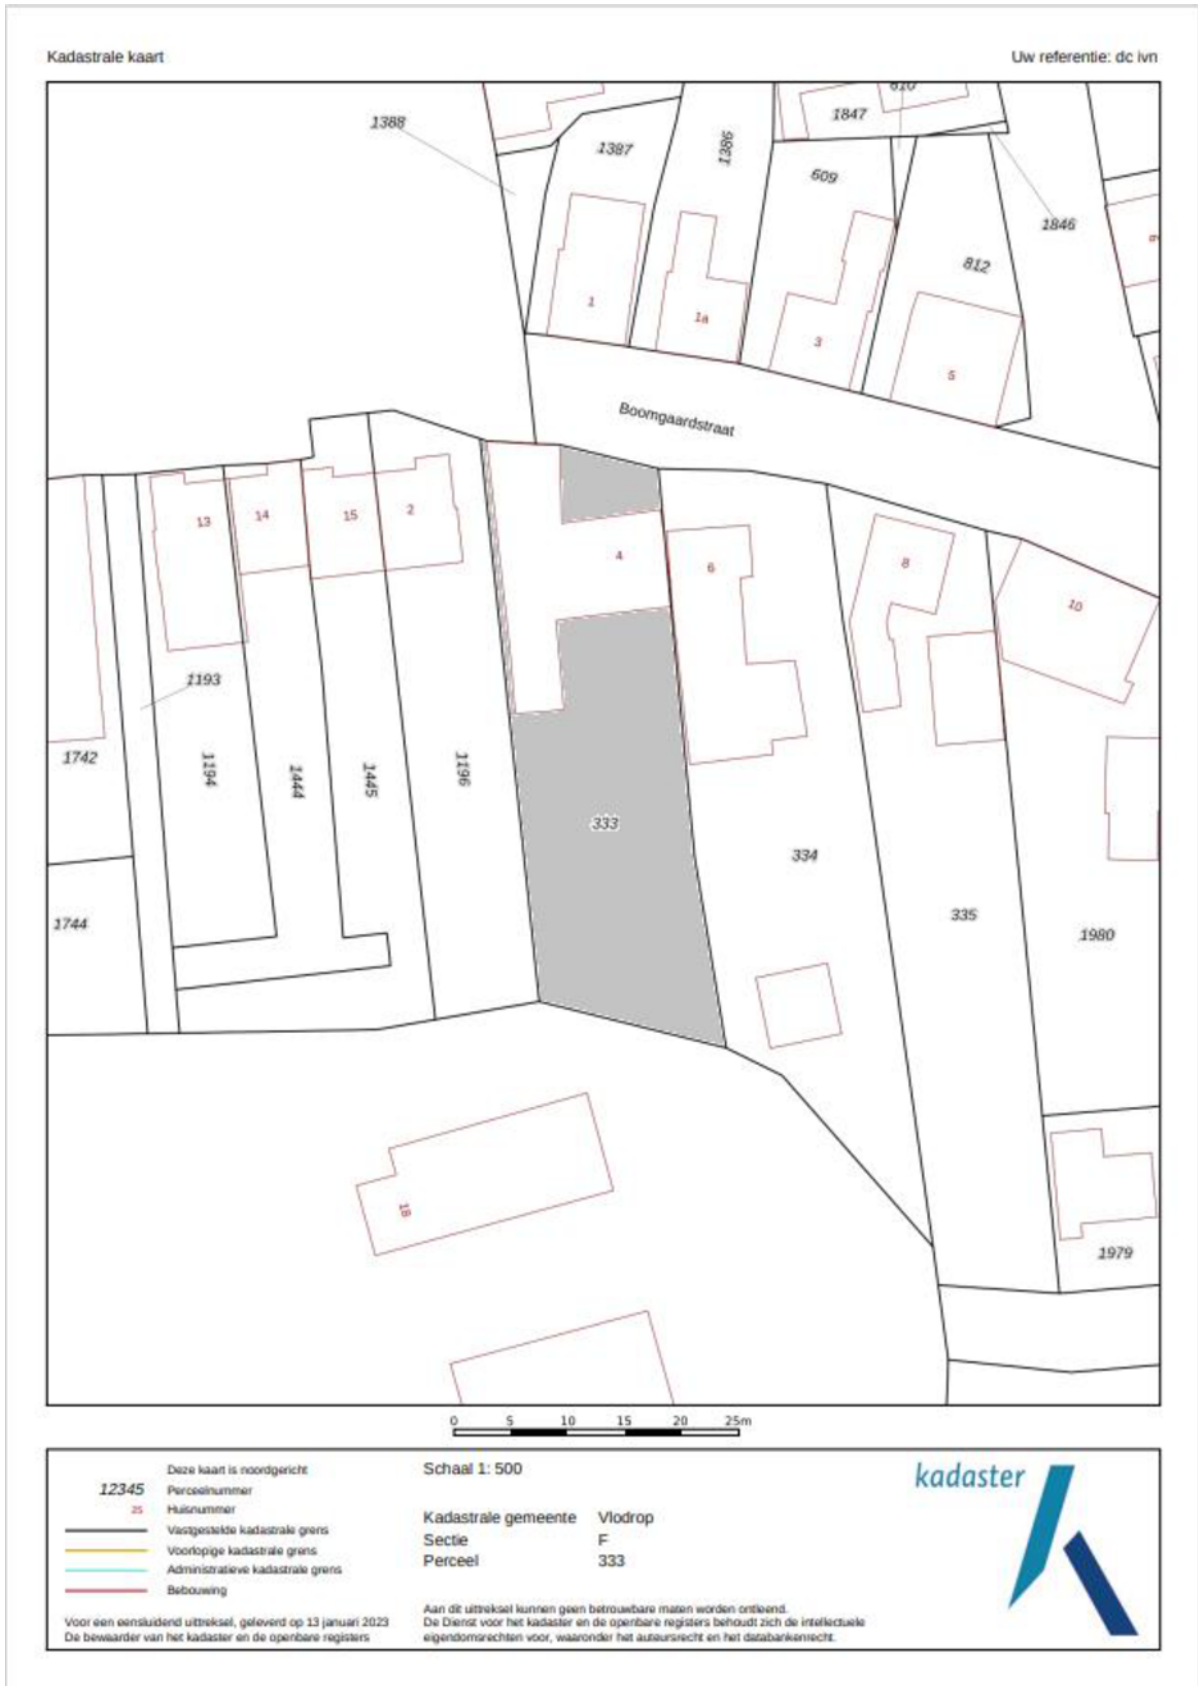 Kadastrale kaart
Uw referentie: dc ivn
610
1847
1388
1387
1386
609
1846
812
9
1
1a
3
5
Boomgaardstraat
13
14
15
2
4
6
8
10
1193
1742
1194
1444
1445
1196
333
334
335
1980
1744
18
1979
0 5 10 15 20 25m
Deze kaart is noordgericht
12345 Perceelnummer
25 Huisnummer
Vastgestelde kadastrale grens
Voorlopige kadastrale grens
Administratieve kadastrale grens
Bebouwing
Voor een eensluidend uittreksel, geleverd op 13 januari 2023
De bewaarder van het kadaster en de openbare registers
Schaal 1: 500
Kadastrale gemeente Vlodrop
Sectie F
Perceel 333
Aan dit uittreksel kunnen geen betrouwbare maten worden ontleend.
De Dienst voor het kadaster en de openbare registers behoudt zich de intellectuele
eigendomsrechten voor, waaronder het auteursrecht en het databankenrecht.
kadaster